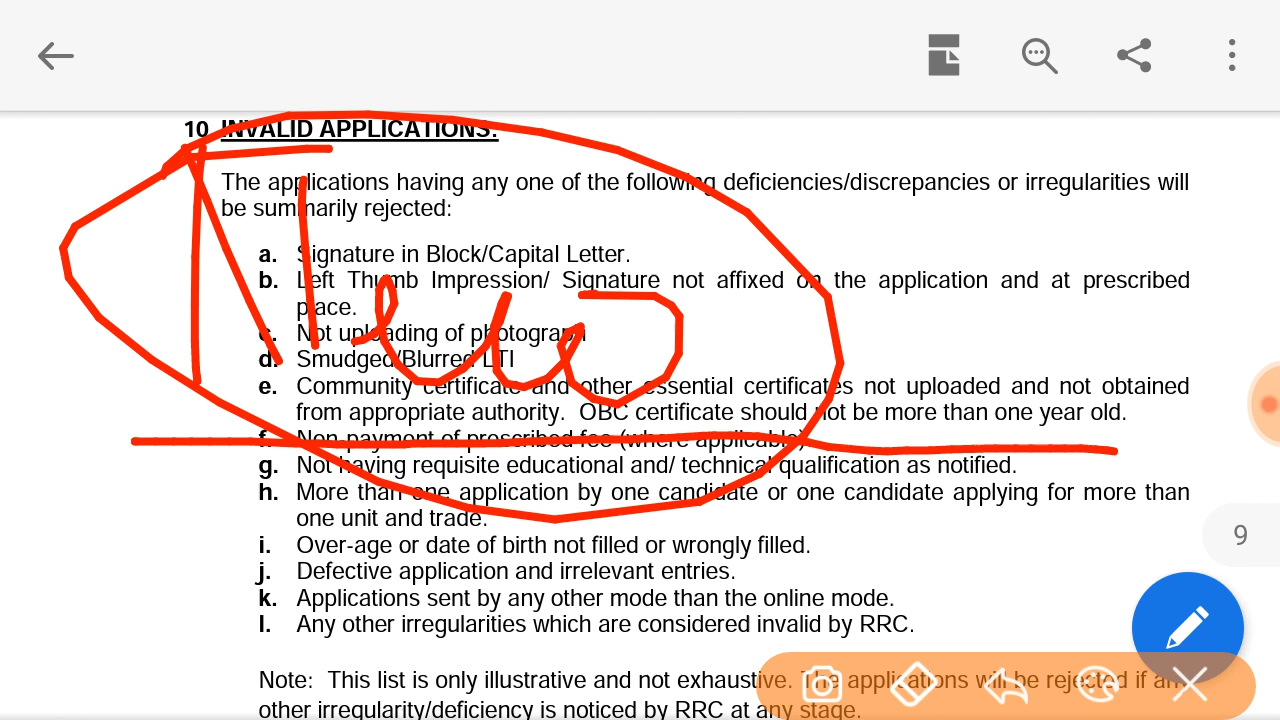 10 INVALID APPLICATIONS:
The applications having any one of the following deficiencies/discrepancies or irregularities will
be summarily rejected:
a. Signature in Block/Capital Letter.
b. Left Thumb Impression/ Signature not affixed on the application and at prescribed
place.
c. Not uploading of photograph
d. Smudged/Blurred LTI
e. Community certificate and other essential certificates not uploaded and not obtained
from appropriate authority. OBC certificate should not be more than one year old.
f. Non-payment of prescribed fee (where applicable)
g. Not having requisite educational and/ technical qualification as notified.
h. More than one application by one candidate or one candidate applying for more than
one unit and trade.
i. Over-age or date of birth not filled or wrongly filled.
9
j. Defective application and irrelevant entries.
k. Applications sent by any other mode than the online mode.
l. Any other irregularities which are considered invalid by RRC.
Note: This list is only illustrative and not exhaustive. The applications will be rejected if any
other irregularity/deficiency is noticed by RRC at any stage.